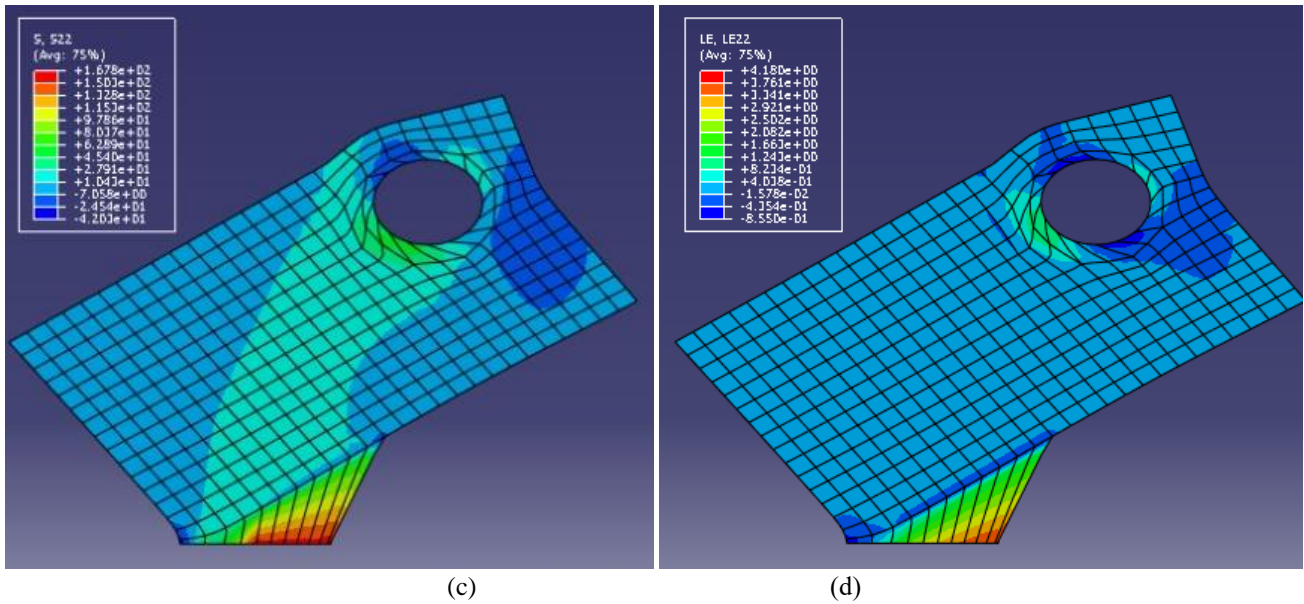 S, S22
(Avg: 75%)
+1.678e+02
+1.503e+02
+1.328e+02
+1.153e+02
+9.786e+01
+8.037e+01
+6.289e+01
+4.540e+01
+2.791e+01
+1.043e+01
-7.058e+00
-2.454e+01
-4.203e+01
LE, LE22
(Avg: 75%)
+4.180e+00
+3.761e+00
+3.341e+00
+2.921e+00
+2.502e+00
+2.082e+00
+1.663e+00
+1.243e+00
+8.234e-01
+4.038e-01
-1.578e-02
-4.354e-01
-8.550e-01
(c)
(d)